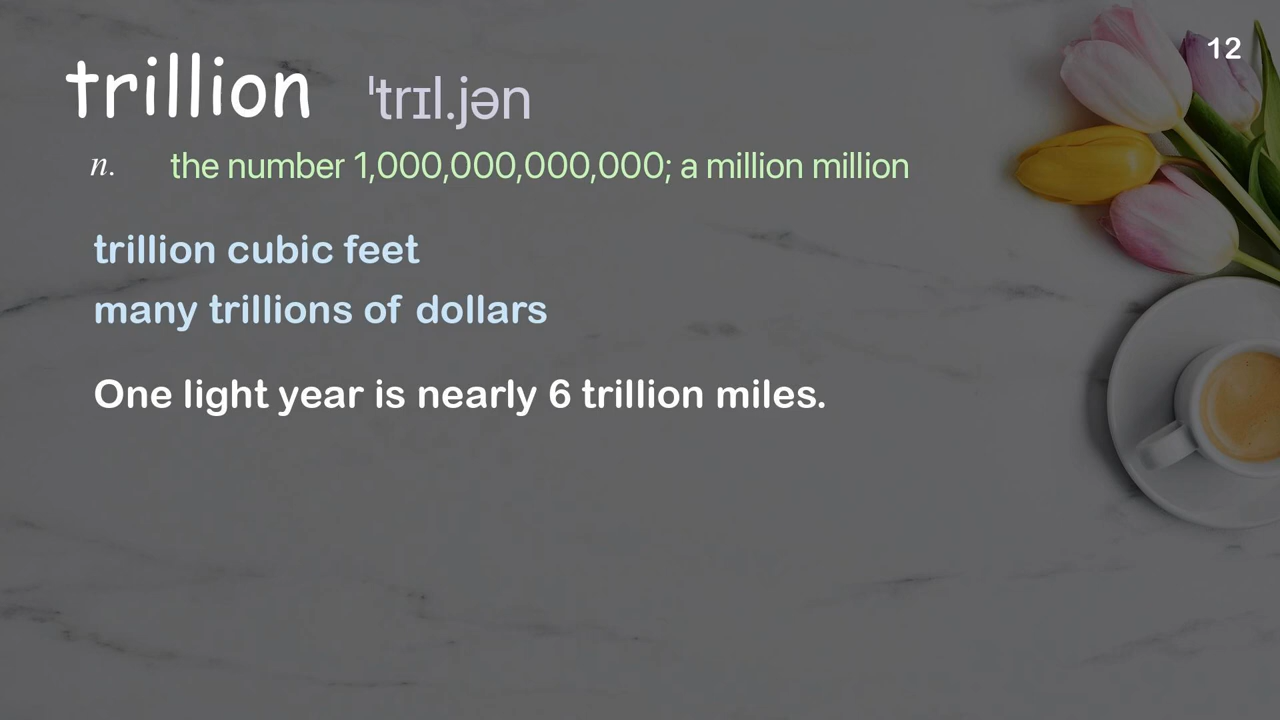 12
trillion ˈtrɪl.jən
n. the number 1,000,000,000,000; a million million
trillion cubic feet
many trillions of dollars
One light year is nearly 6 trillion miles.